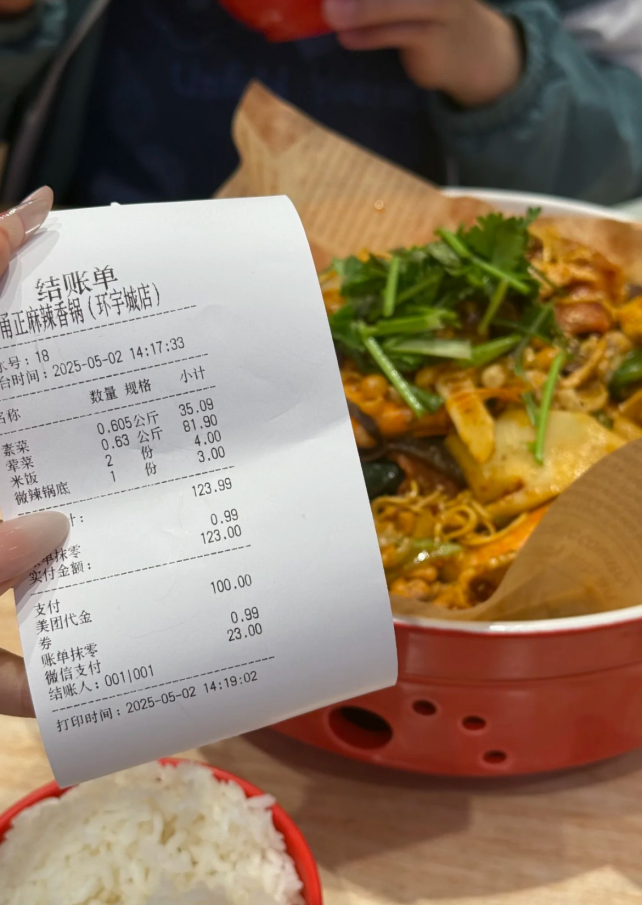 结账单
甬正麻辣香锅（环宇城店）
号：18
台时间：2025-05-02 14:17:33
名称 数量 规格 小计
素菜 0.605公斤 35.09
荤菜 0.63 公斤 81.90
米饭 2 份 4.00
微辣锅底 1 份 3.00
计： 123.99
单抹零 0.99
实付金额： 123.00
支付
美团代金 100.00
券
账单抹零 0.99
微信支付 23.00
结账人：001|001
打印时间：2025-05-02 14:19:02